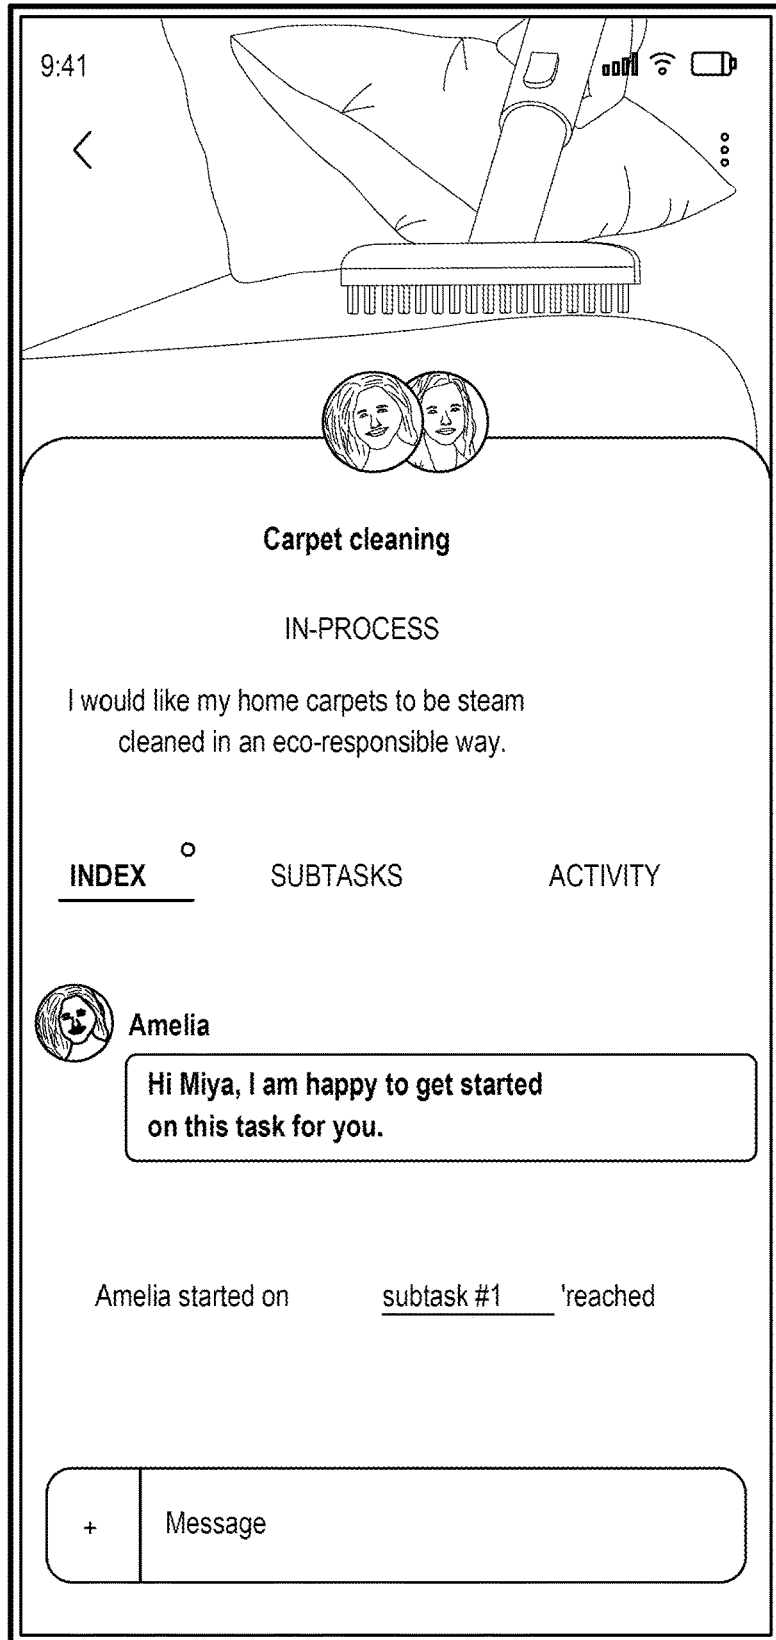 9:41
Carpet cleaning
IN-PROCESS
I would like my home carpets to be steam
cleaned in an eco-responsible way.
INDEX SUBTASKS ACTIVITY
Amelia
Hi Miya, I am happy to get started
on this task for you.
Amelia started on subtask #1 'reached
+ Message